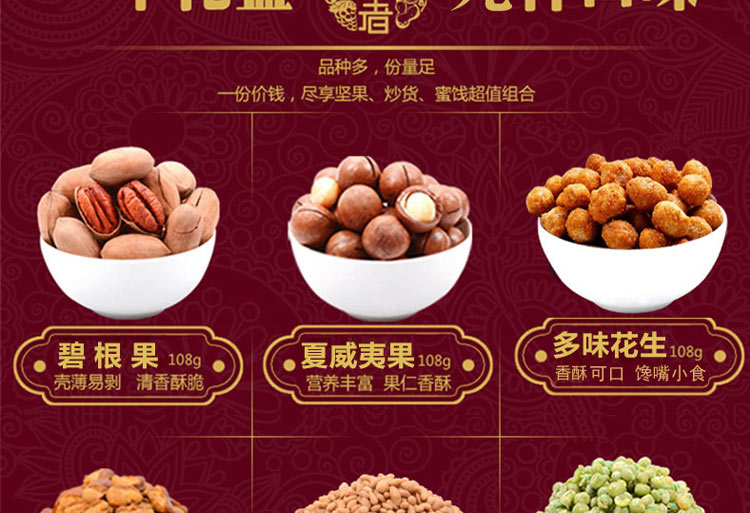 品种多，份量足
一份价钱，尽享坚果、炒货、蜜饯超值组合
碧根果 108g
壳薄易剥 清香酥脆
夏威夷果 108g
营养丰富 果仁香酥
多味花生 108g
香酥可口 馋嘴小食